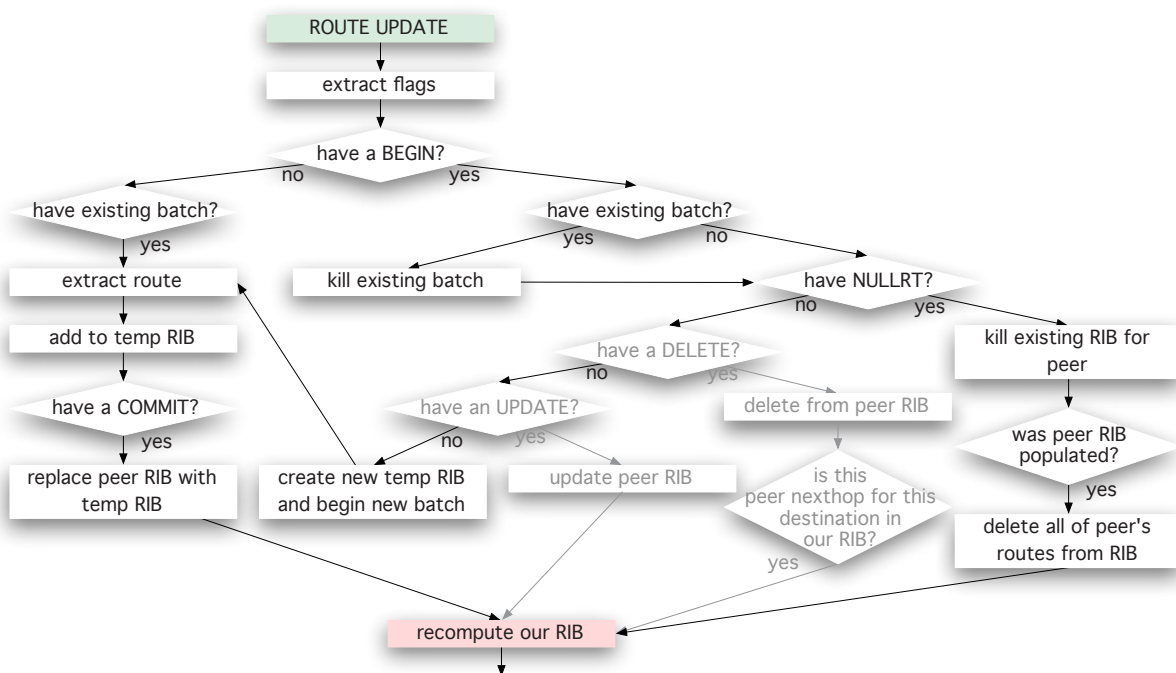 ROUTE UPDATE
extract flags
have a BEGIN?
no
yes
have existing batch?
have existing batch?
yes
yes
no
extract route
kill existing batch
have NULLRT?
no
yes
add to temp RIB
have a DELETE?
kill existing RIB for
peer
no
yes
have a COMMIT?
have an UPDATE?
delete from peer RIB
yes
no
yes
was peer RIB
populated?
replace peer RIB with
temp RIB
create new temp RIB
and begin new batch
update peer RIB
is this
peer nexthop for this
destination in
our RIB?
yes
yes
delete all of peer's
routes from RIB
recompute our RIB